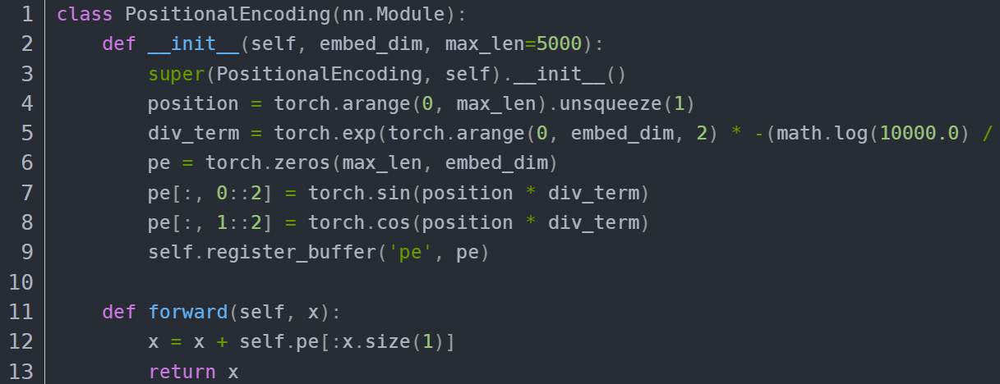 1 class PositionalEncoding(nn.Module):
2     def __init__(self, embed_dim, max_len=5000):
3         super(PositionalEncoding, self).__init__()
4         position = torch.arange(0, max_len).unsqueeze(1)
5         div_term = torch.exp(torch.arange(0, embed_dim, 2) * -(math.log(10000.0) /
6         pe = torch.zeros(max_len, embed_dim)
7         pe[:, 0::2] = torch.sin(position * div_term)
8         pe[:, 1::2] = torch.cos(position * div_term)
9         self.register_buffer('pe', pe)
10
11     def forward(self, x):
12         x = x + self.pe[:x.size(1)]
13         return x